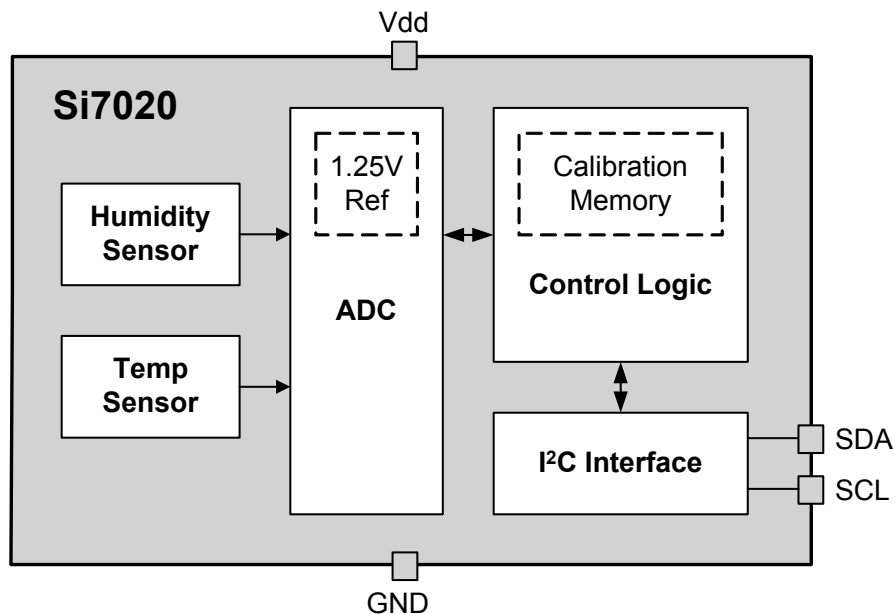 Vdd
Si7020
1.25V
Ref
Calibration
Memory
Humidity
Sensor
ADC
Control Logic
Temp
Sensor
I²C Interface
SDA
SCL
GND